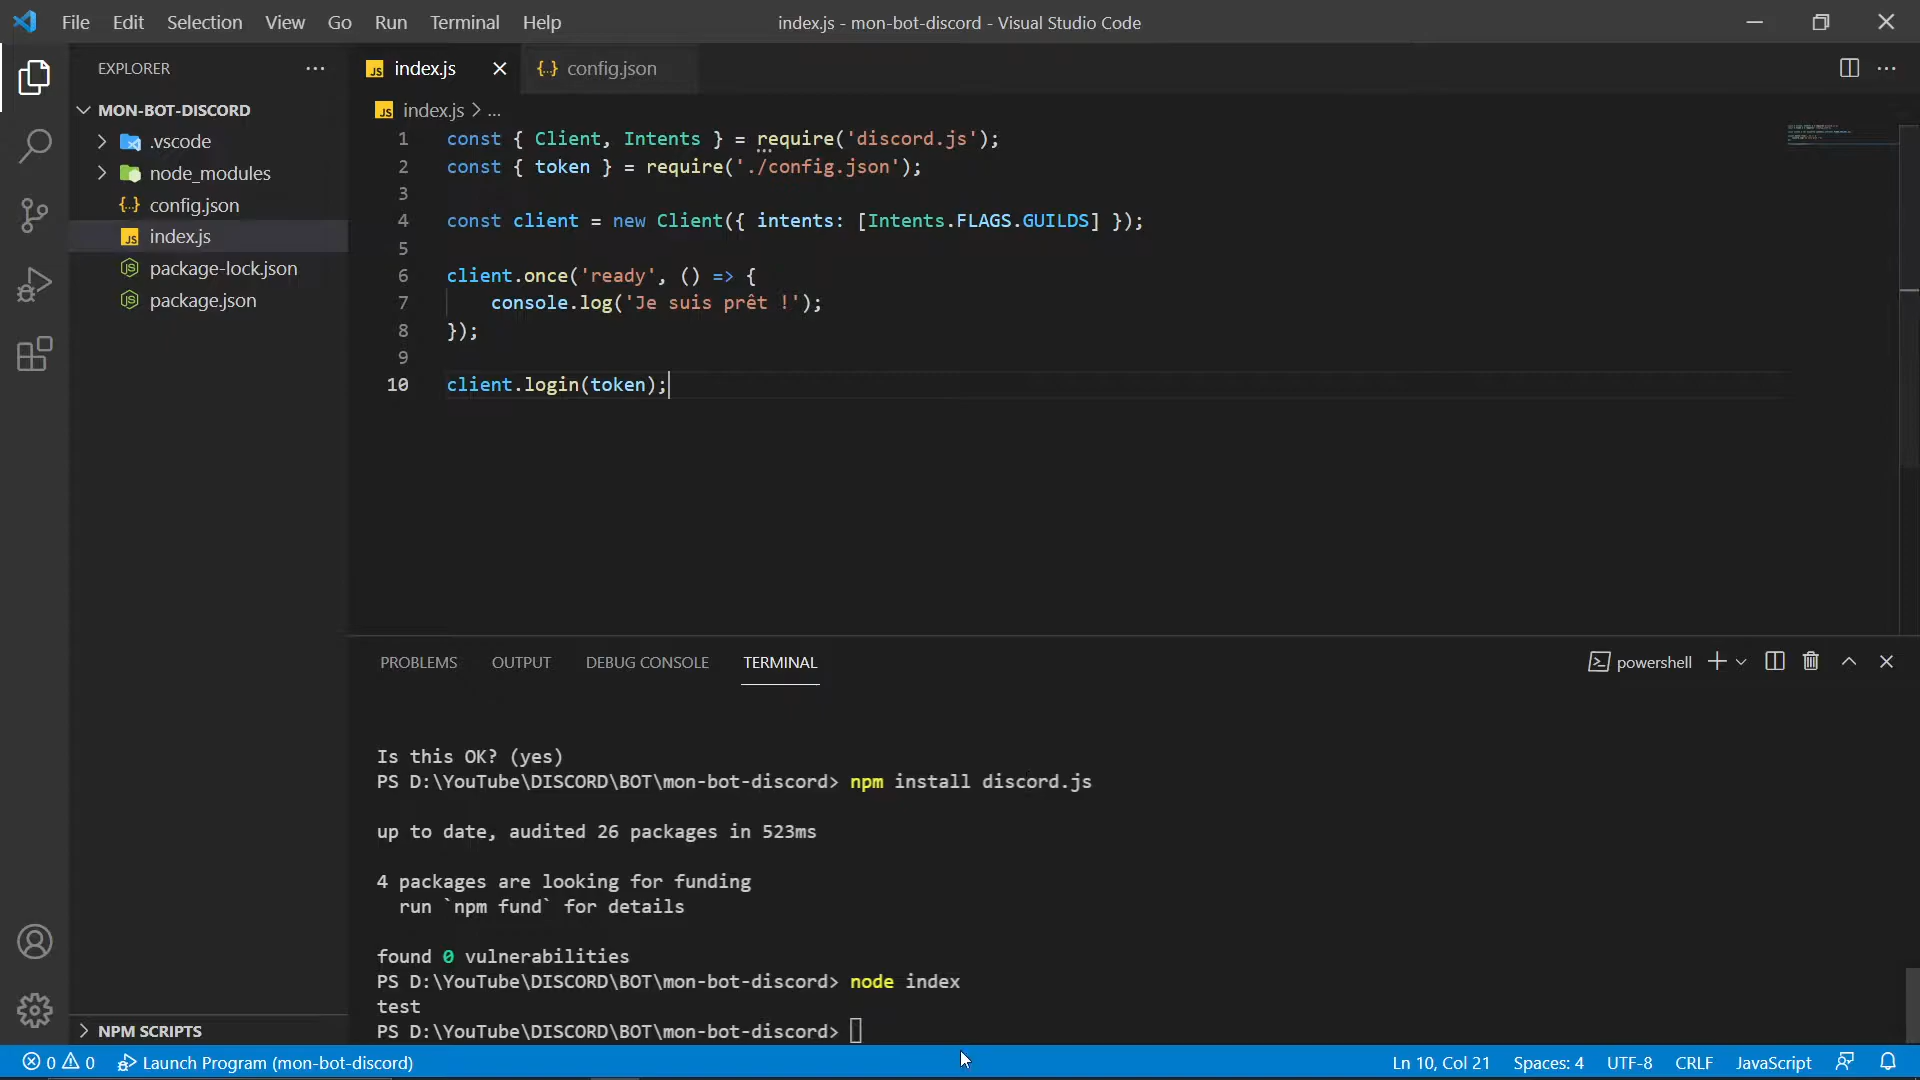 File Edit Selection View Go Run Terminal Help
index.js - mon-bot-discord - Visual Studio Code
EXPLORER
MON-BOT-DISCORD
.vscode
node_modules
config.json
index.js
package-lock.json
package.json
NPM SCRIPTS
index.js
config.json
index.js > ...
1 const { Client, Intents } = require('discord.js');
2 const { token } = require('./config.json');
3
4 const client = new Client({ intents: [Intents.FLAGS.GUILDS] });
5
6 client.once('ready', () => {
7 console.log('Je suis prêt !');
8 });
9
10 client.login(token);
PROBLEMS OUTPUT DEBUG CONSOLE TERMINAL
powershell
Is this OK? (yes)
PS D:\YouTube\DISCORD\BOT\mon-bot-discord> npm install discord.js
up to date, audited 26 packages in 523ms
4 packages are looking for funding
run `npm fund` for details
found 0 vulnerabilities
PS D:\YouTube\DISCORD\BOT\mon-bot-discord> node index
test
PS D:\YouTube\DISCORD\BOT\mon-bot-discord>
0 0 Launch Program (mon-bot-discord)
Ln 10, Col 21 Spaces: 4 UTF-8 CRLF JavaScript